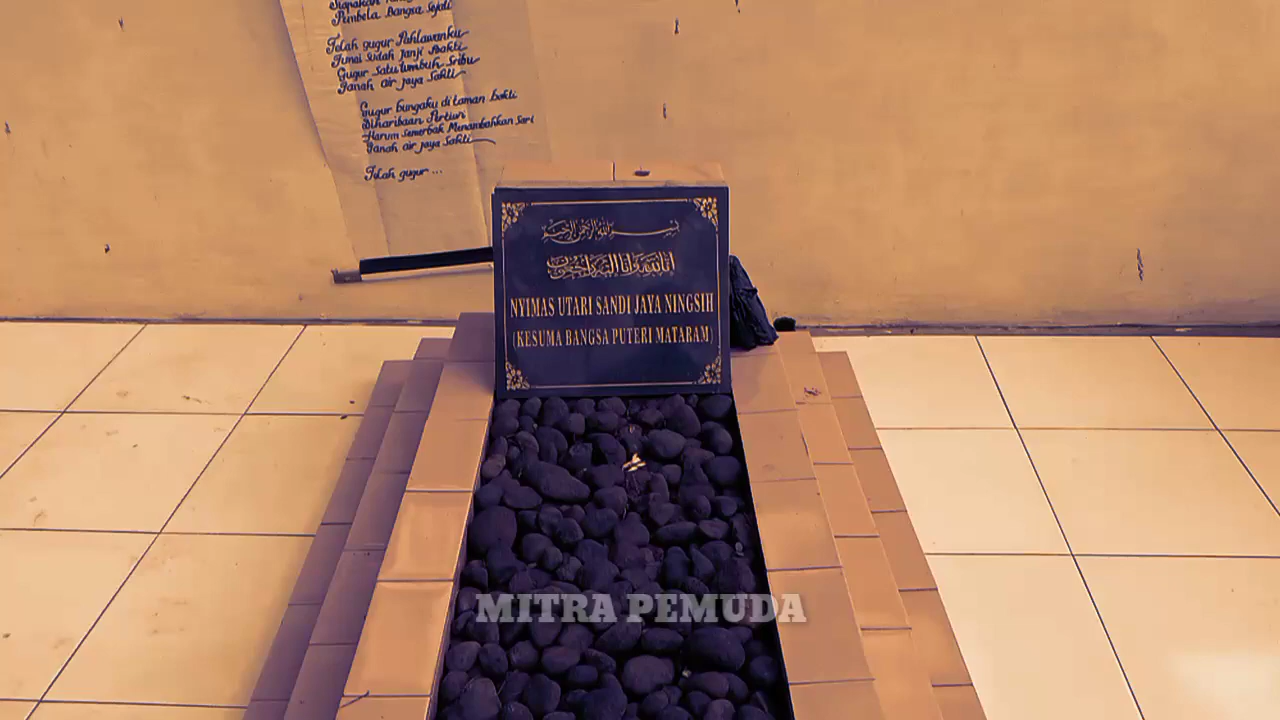 Siapakan
Pembela Bangsa Sejati
Telah gugur Pahlawanku
Tunai sudah janji Bakti
Gugur satu tumbuh Sribu
Tanah air jaya Sakti
Gugur bungaku di taman bakti
Diharibaan Pertiwi
Harum Semerbak Menambahkan Sari
Tanah air jaya Sakti
Telah gugur ...
بسم الله الرحمن الرحيم
انا لله وانا اليه راجعون
NYIMAS UTARI SANDI JAYA NINGSIH
(KESUMA BANGSA PUTERI MATARAM)
MITRA PEMUDA